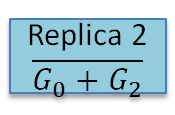 Replica 2
G₀ + G₂